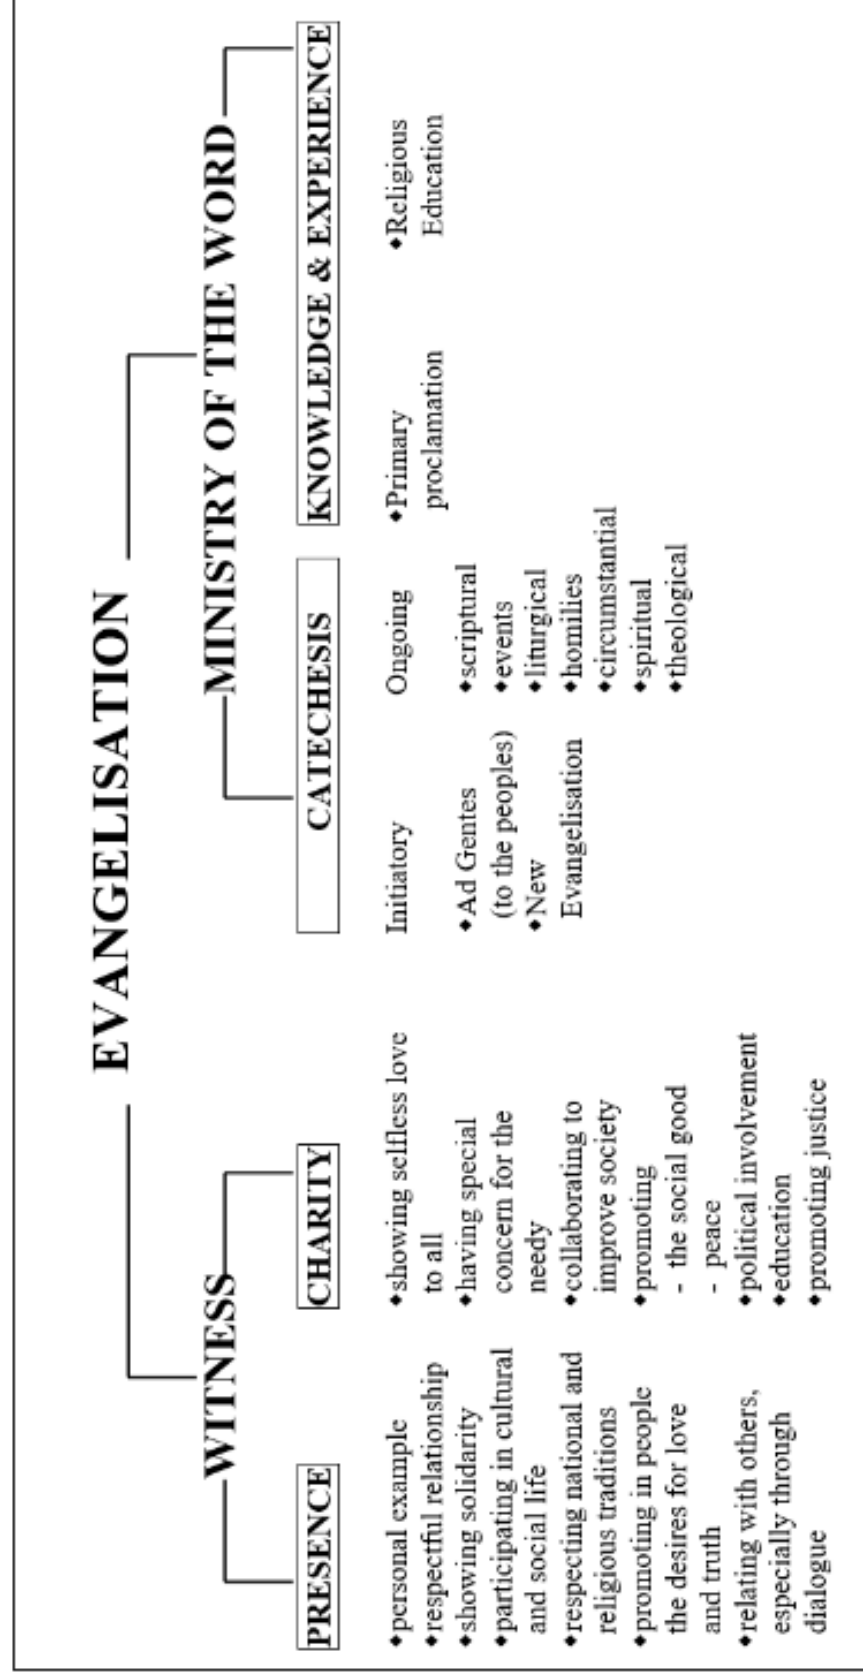 EVANGELISATION
WITNESS
MINISTRY OF THE WORD
PRESENCE
◆personal example
◆respectful relationship
◆showing solidarity
◆participating in cultural
and social life
◆respecting national and
religious traditions
◆promoting in people
the desires for love
and truth
◆relating with others,
especially through
dialogue
CHARITY
◆showing selfless love
to all
◆having special
concern for the
needy
◆collaborating to
improve society
◆promoting
- the social good
- peace
◆political involvement
◆education
◆promoting justice
CATECHESIS
Initiatory
◆Ad Gentes
(to the peoples)
◆New
Evangelisation
Ongoing
◆scriptural
◆events
◆liturgical
◆homilies
◆circumstantial
◆spiritual
◆theological
KNOWLEDGE & EXPERIENCE
◆Primary
proclamation
◆Religious
Education